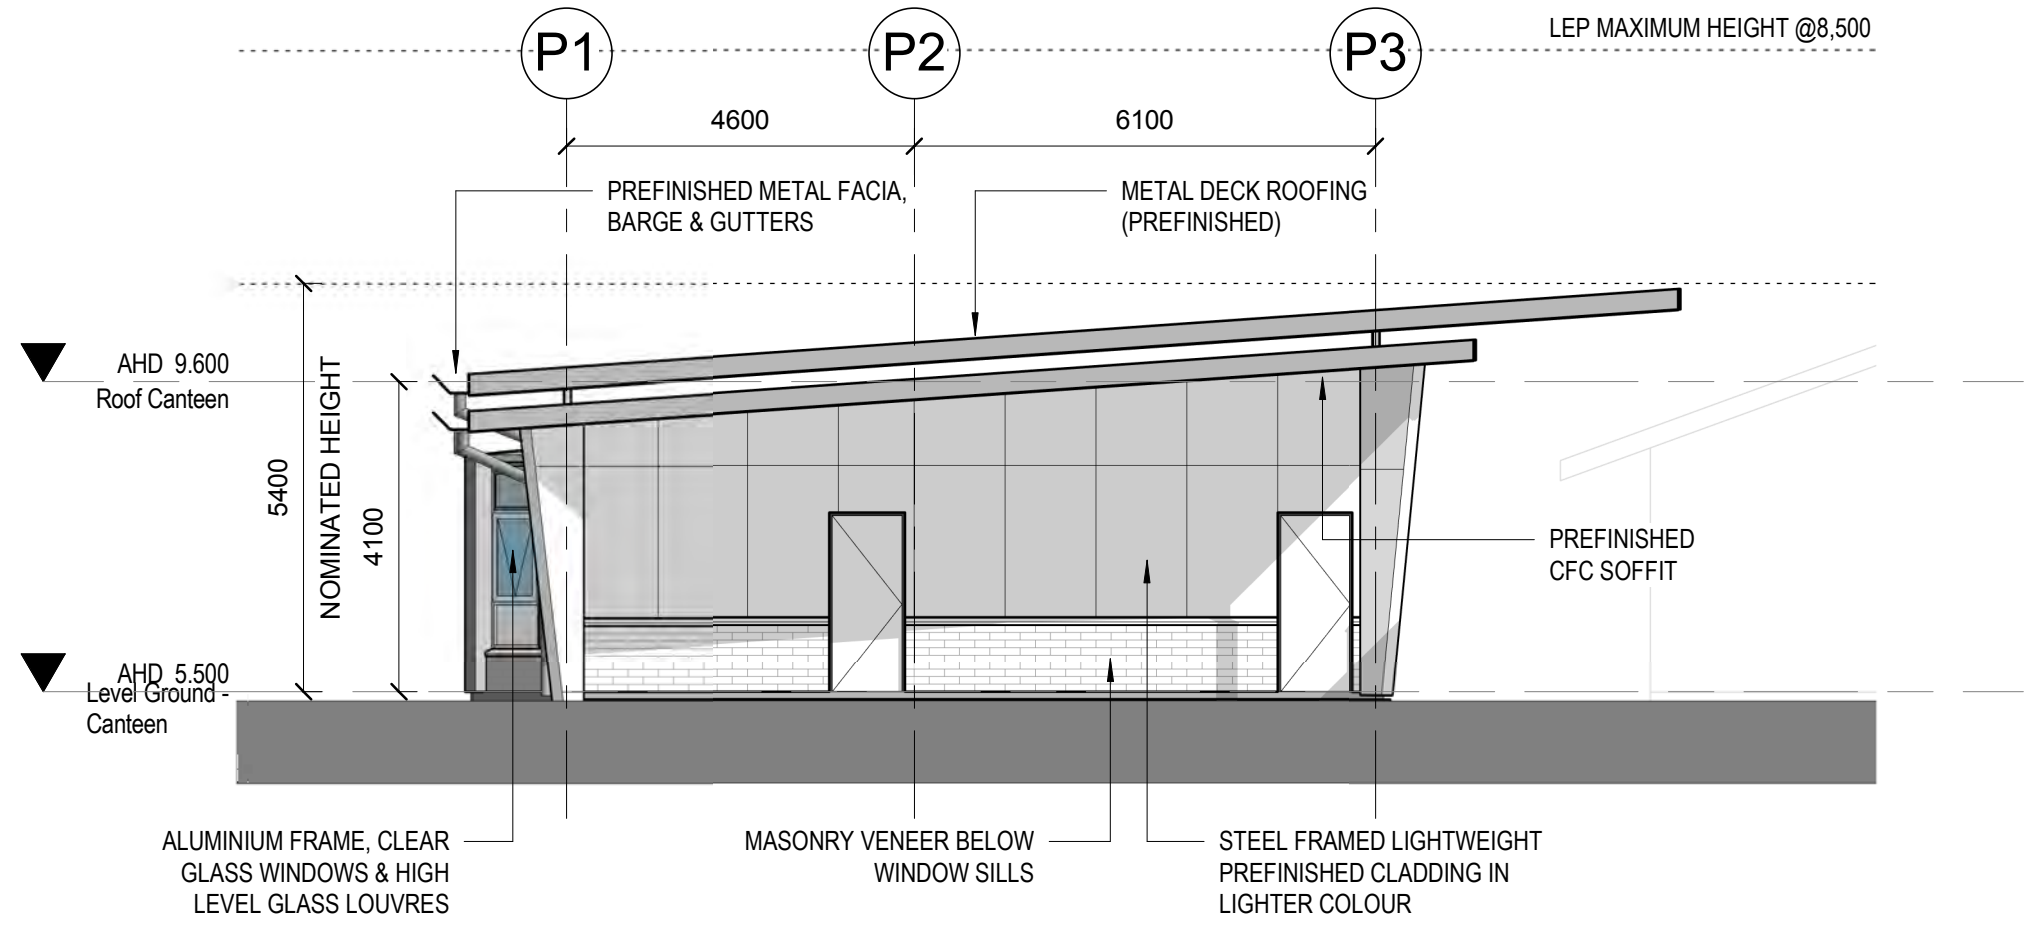 LEP MAXIMUM HEIGHT @8,500
P1
P2
P3
4600
6100
PREFINISHED METAL FACIA,
BARGE & GUTTERS
METAL DECK ROOFING
(PREFINISHED)
AHD 9.600
Roof Canteen
5400
NOMINATED HEIGHT
4100
PREFINISHED
CFC SOFFIT
AHD 5.500
Level Ground -
Canteen
ALUMINIUM FRAME, CLEAR
GLASS WINDOWS & HIGH
LEVEL GLASS LOUVRES
MASONRY VENEER BELOW
WINDOW SILLS
STEEL FRAMED LIGHTWEIGHT
PREFINISHED CLADDING IN
LIGHTER COLOUR